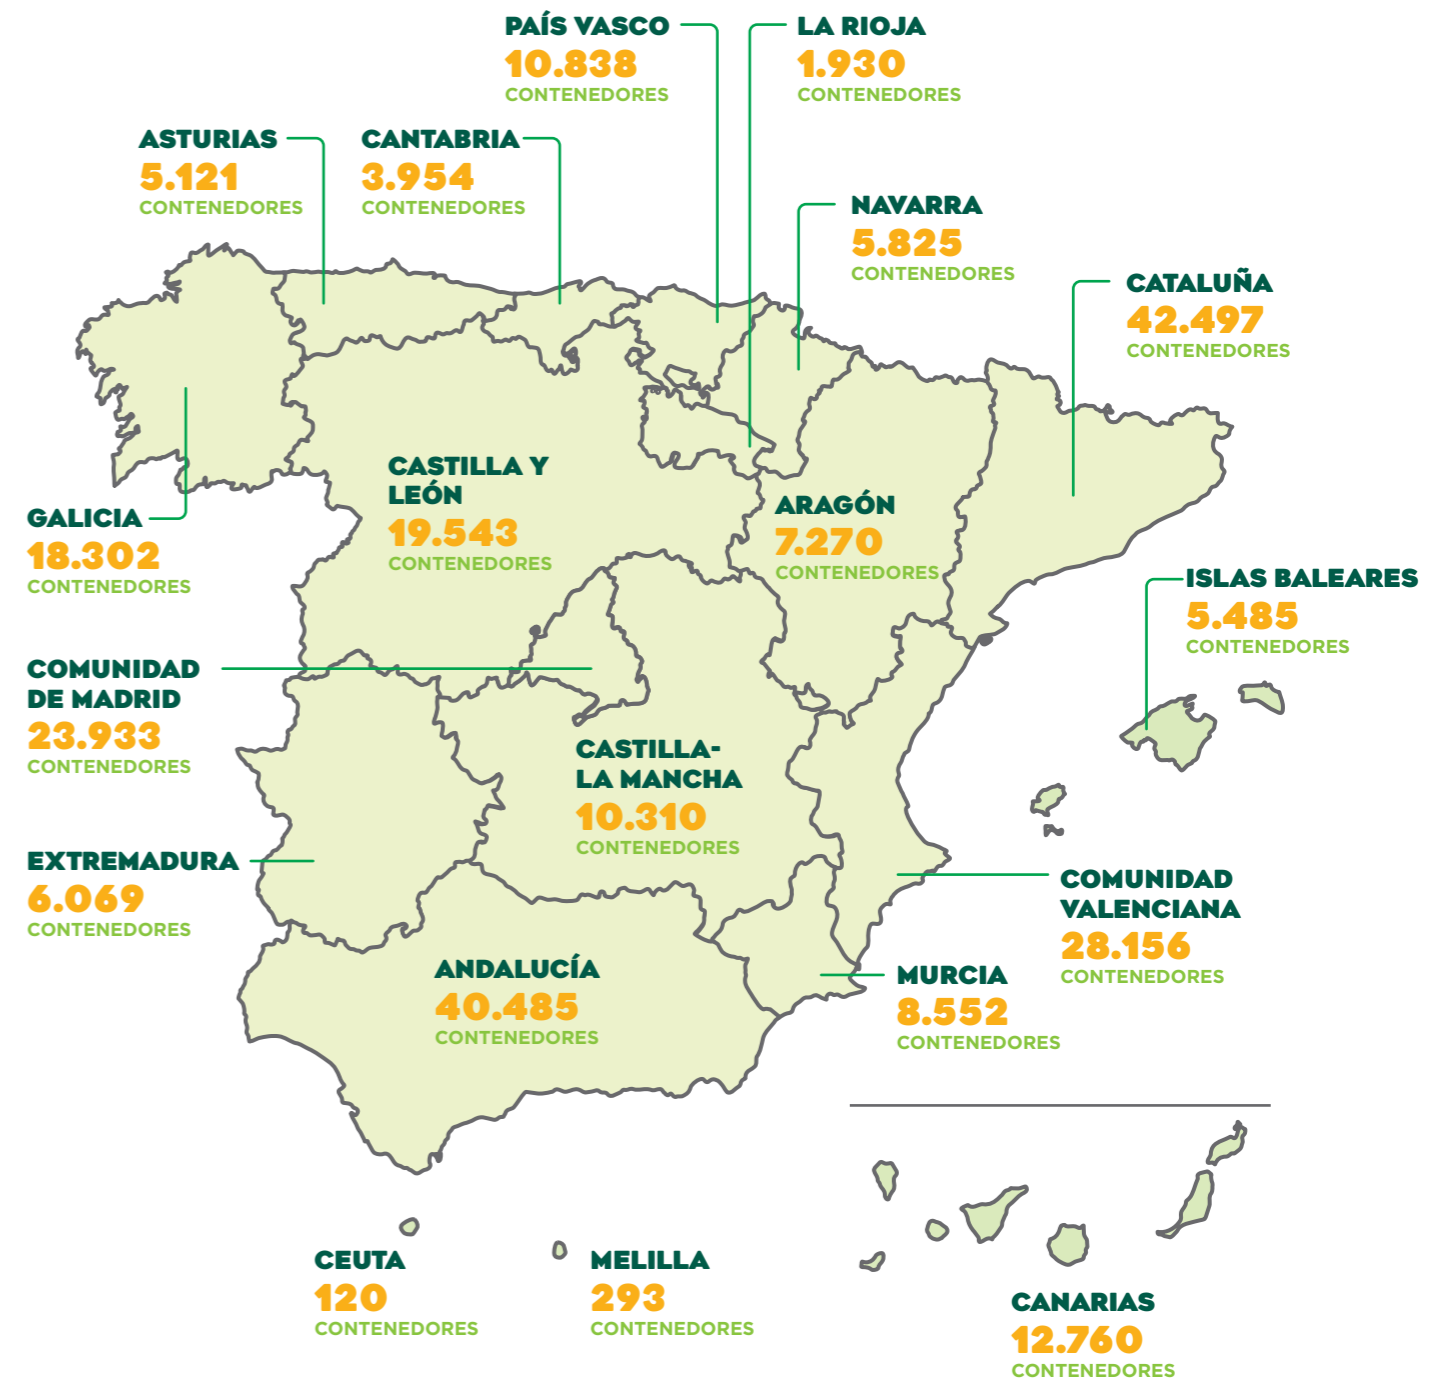 PAÍS VASCO
10.838
CONTENEDORES
LA RIOJA
1.930
CONTENEDORES
ASTURIAS
5.121
CONTENEDORES
CANTABRIA
3.954
CONTENEDORES
NAVARRA
5.825
CONTENEDORES
CATALUÑA
42.497
CONTENEDORES
CASTILLA Y
LEÓN
19.543
CONTENEDORES
ARAGÓN
7.270
CONTENEDORES
GALICIA
18.302
CONTENEDORES
ISLAS BALEARES
5.485
CONTENEDORES
COMUNIDAD
DE MADRID
23.933
CONTENEDORES
CASTILLA-
LA MANCHA
10.310
CONTENEDORES
EXTREMADURA
6.069
CONTENEDORES
COMUNIDAD
VALENCIANA
28.156
CONTENEDORES
ANDALUCÍA
40.485
CONTENEDORES
MURCIA
8.552
CONTENEDORES
CEUTA
120
CONTENEDORES
MELILLA
293
CONTENEDORES
CANARIAS
12.760
CONTENEDORES